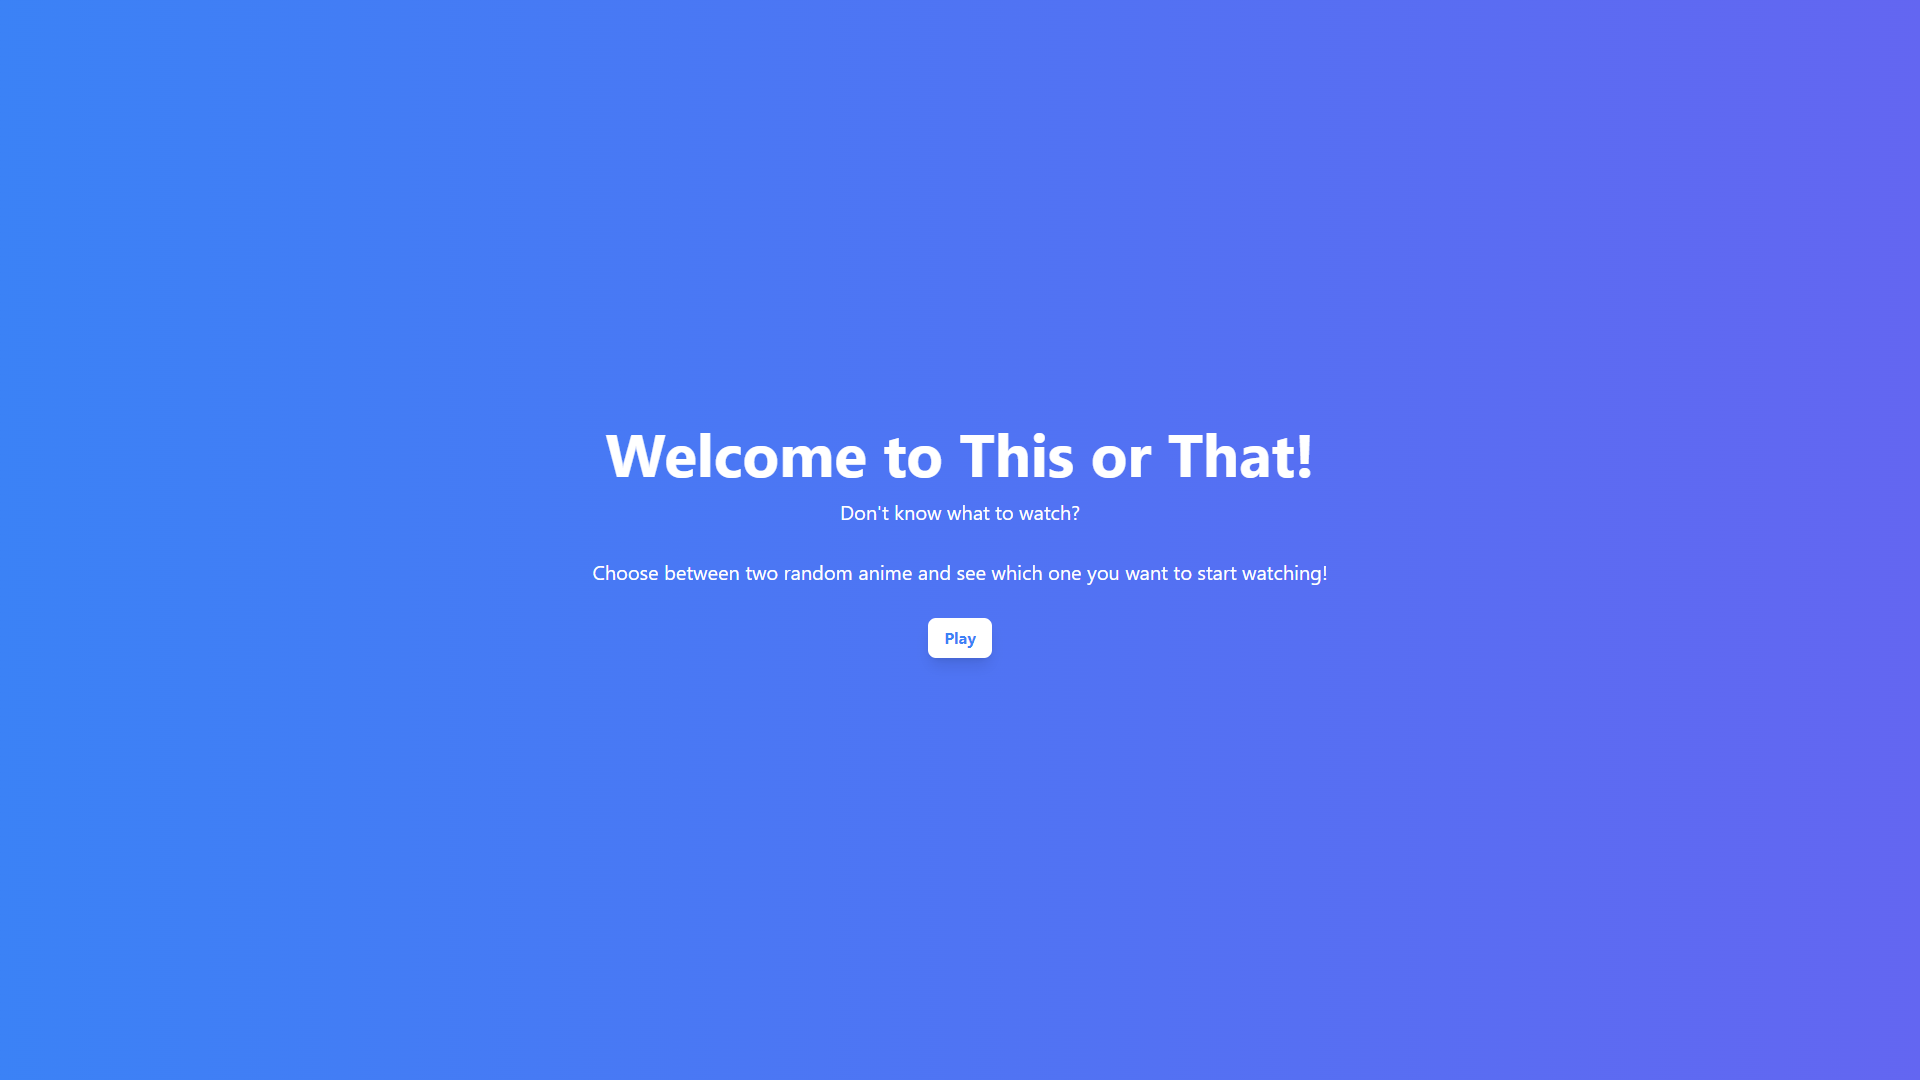 Welcome to This or That!
Don't know what to watch?
Choose between two random anime and see which one you want to start watching!
Play